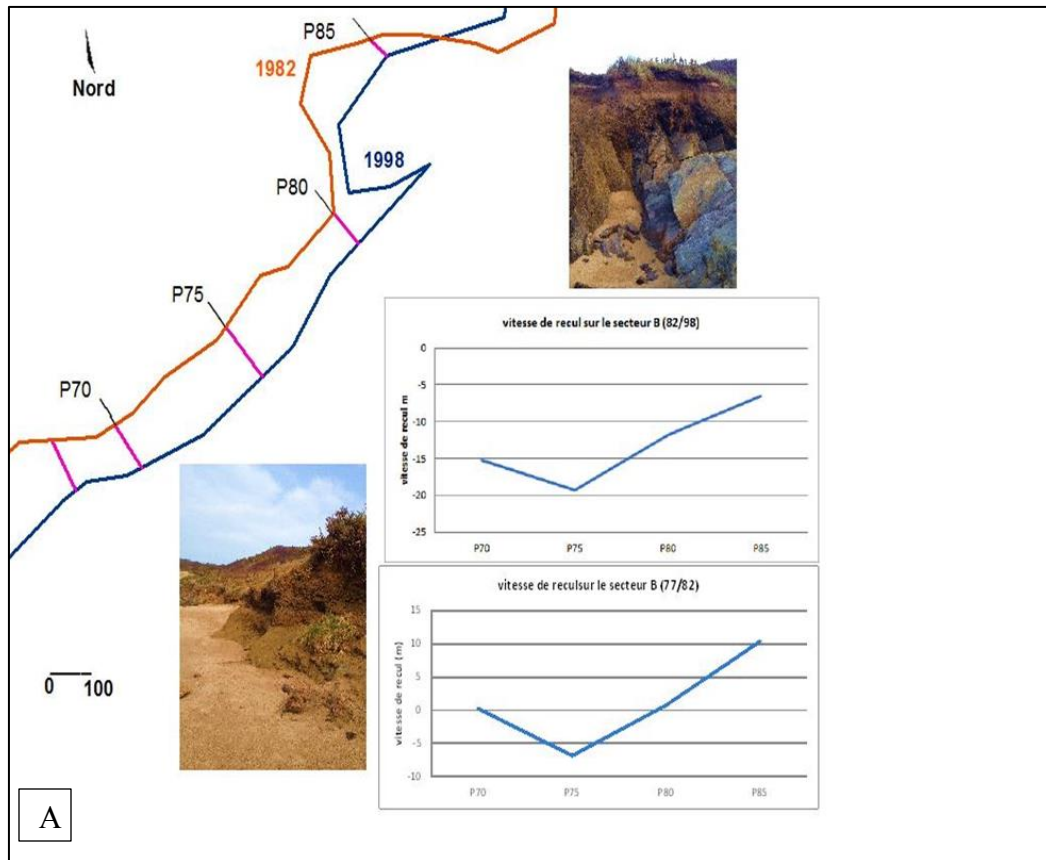 P85
1982
Nord
1998
P80
P75
P70
vitesse de recul sur le secteur B (82/98)
vitesse de recul m
0
-5
-10
-15
-20
-25
P70 P75 P80 P85
vitesse de reculsur le secteur B (77/82)
vitesse de recul (m)
15
10
5
0
-5
-10
P70 P75 P80 P85
0 100
A